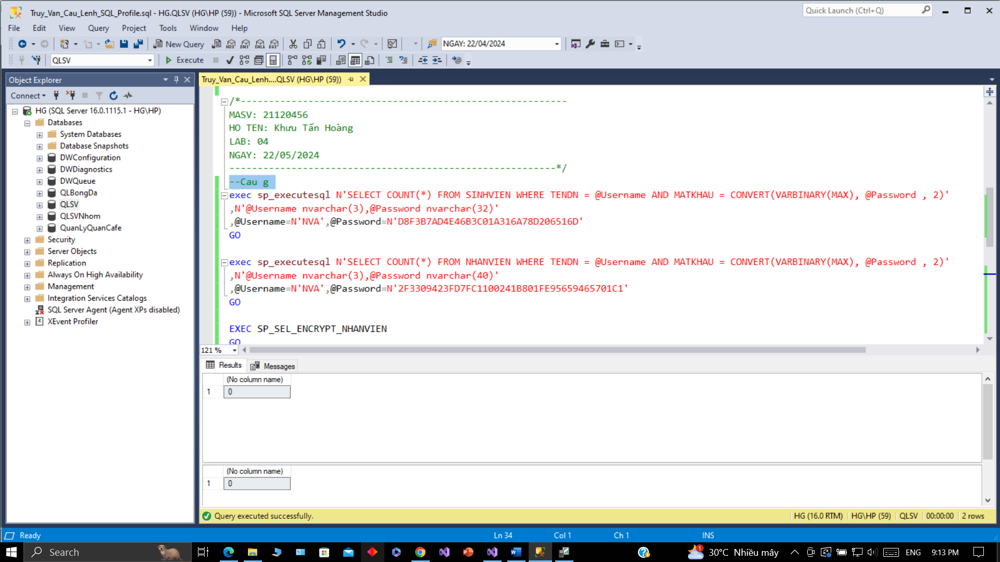 Truy_Van_Cau_Lenh_SQL_Profile.sql - HG.QLSV (HG\HP (59)) - Microsoft SQL Server Management Studio
Quick Launch (Ctrl+Q)
File Edit View Query Project Tools Window Help
New Query
MDX DMX XMLA DAX
NGAY: 22/04/2024
QLSV
Execute
Object Explorer
Connect
HG (SQL Server 16.0.1115.1 - HG\HP)
Databases
System Databases
Database Snapshots
DWConfiguration
DWDiagnostics
DWQueue
QLBongDa
QLSV
QLSVNhom
QuanLyQuanCafe
Security
Server Objects
Replication
Always On High Availability
Management
Integration Services Catalogs
SQL Server Agent (Agent XPs disabled)
XEvent Profiler
Truy_Van_Cau_Lenh....QLSV (HG\HP (59))
/*----------------------------------------------------------
MASV: 21120456
HO TEN: Khưu Tấn Hoàng
LAB: 04
NGAY: 22/05/2024
----------------------------------------------------------*/
--Cau g
exec sp_executesql N'SELECT COUNT(*) FROM SINHVIEN WHERE TENDN = @Username AND MATKHAU = CONVERT(VARBINARY(MAX), @Password , 2)'
,N'@Username nvarchar(3),@Password nvarchar(32)'
,@Username=N'NVA',@Password=N'D8F3B7AD4E46B3C01A316A78D206516D'
GO
exec sp_executesql N'SELECT COUNT(*) FROM NHANVIEN WHERE TENDN = @Username AND MATKHAU = CONVERT(VARBINARY(MAX), @Password , 2)'
,N'@Username nvarchar(3),@Password nvarchar(40)'
,@Username=N'NVA',@Password=N'2F3309423FD7FC1100241B801FE95659465701C1'
GO
EXEC SP_SEL_ENCRYPT_NHANVIEN
GO
121 %
Results Messages
(No column name)
1 0
(No column name)
1 0
Query executed successfully.
HG (16.0 RTM) HG\HP (59) QLSV 00:00:00 2 rows
Ready
Ln 34 Col 1 Ch 1 INS
Search
1
30°C Nhiều mây
ENG
9:13 PM